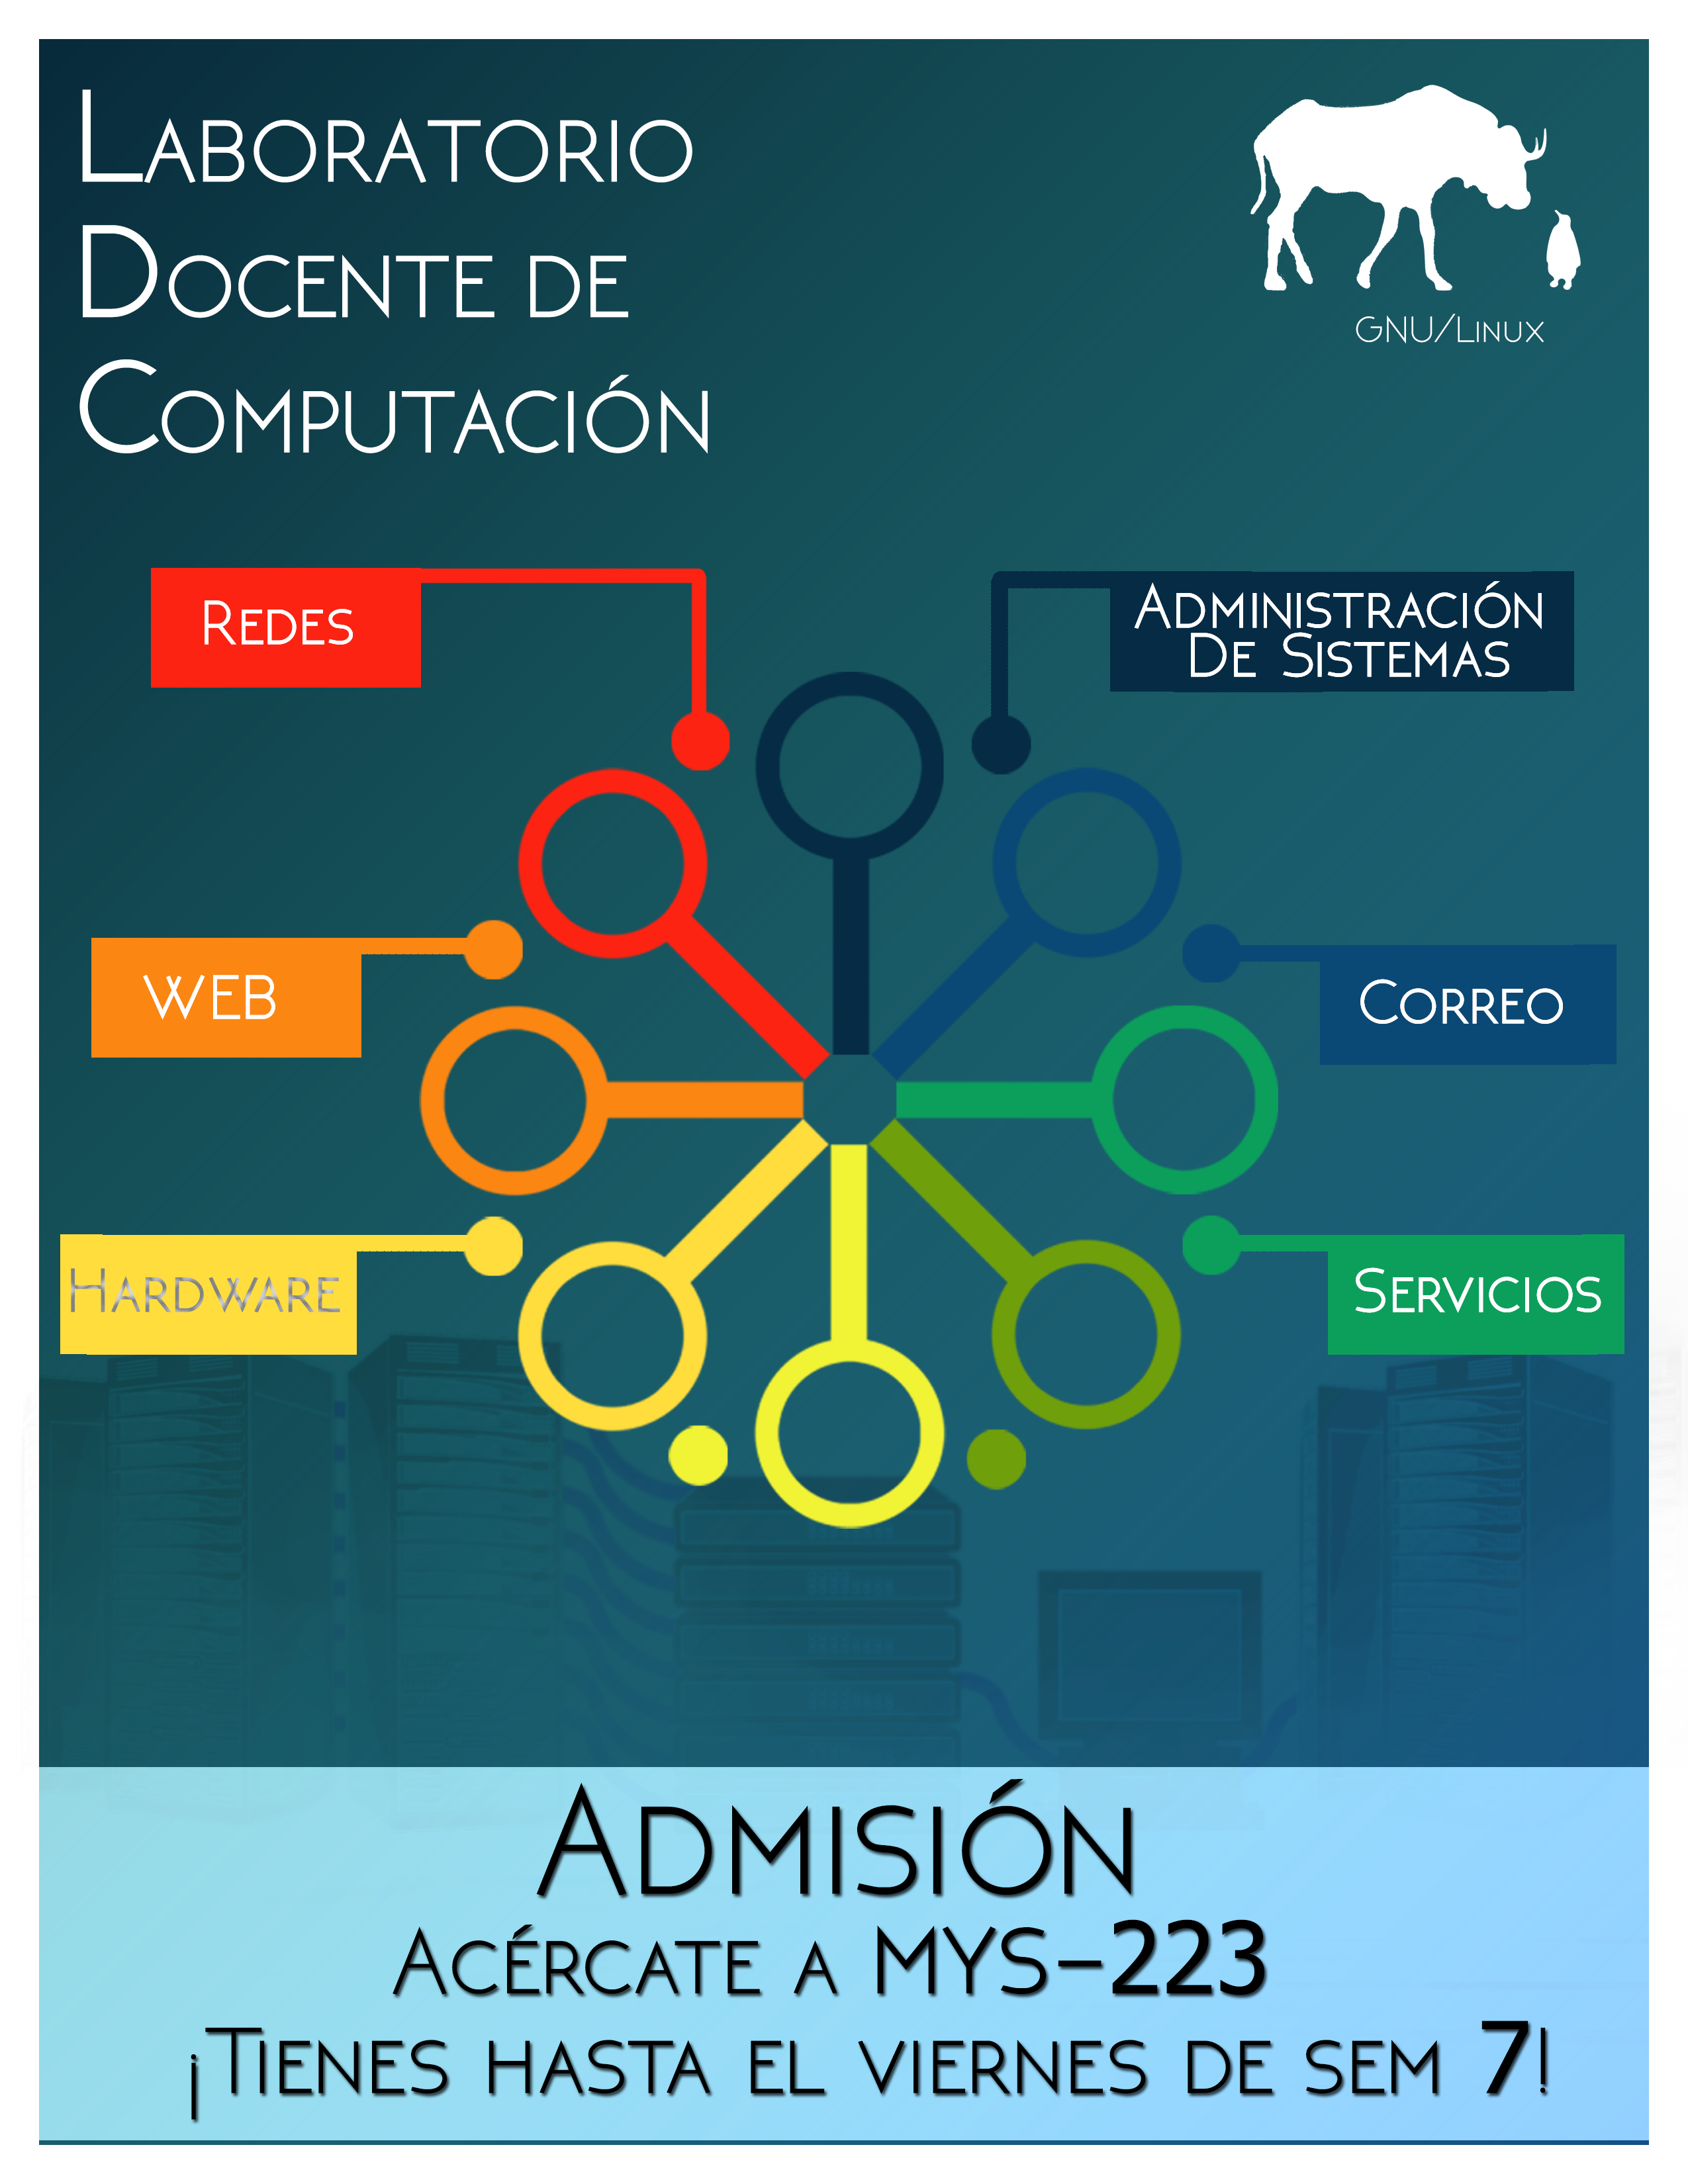 Laboratorio
Docente de
Computación
GNU/Linux
Redes
Administración
De Sistemas
WEB
Correo
Hardware
Servicios
Admisión
Acércate a MYS-223
¡Tienes hasta el viernes de sem 7!